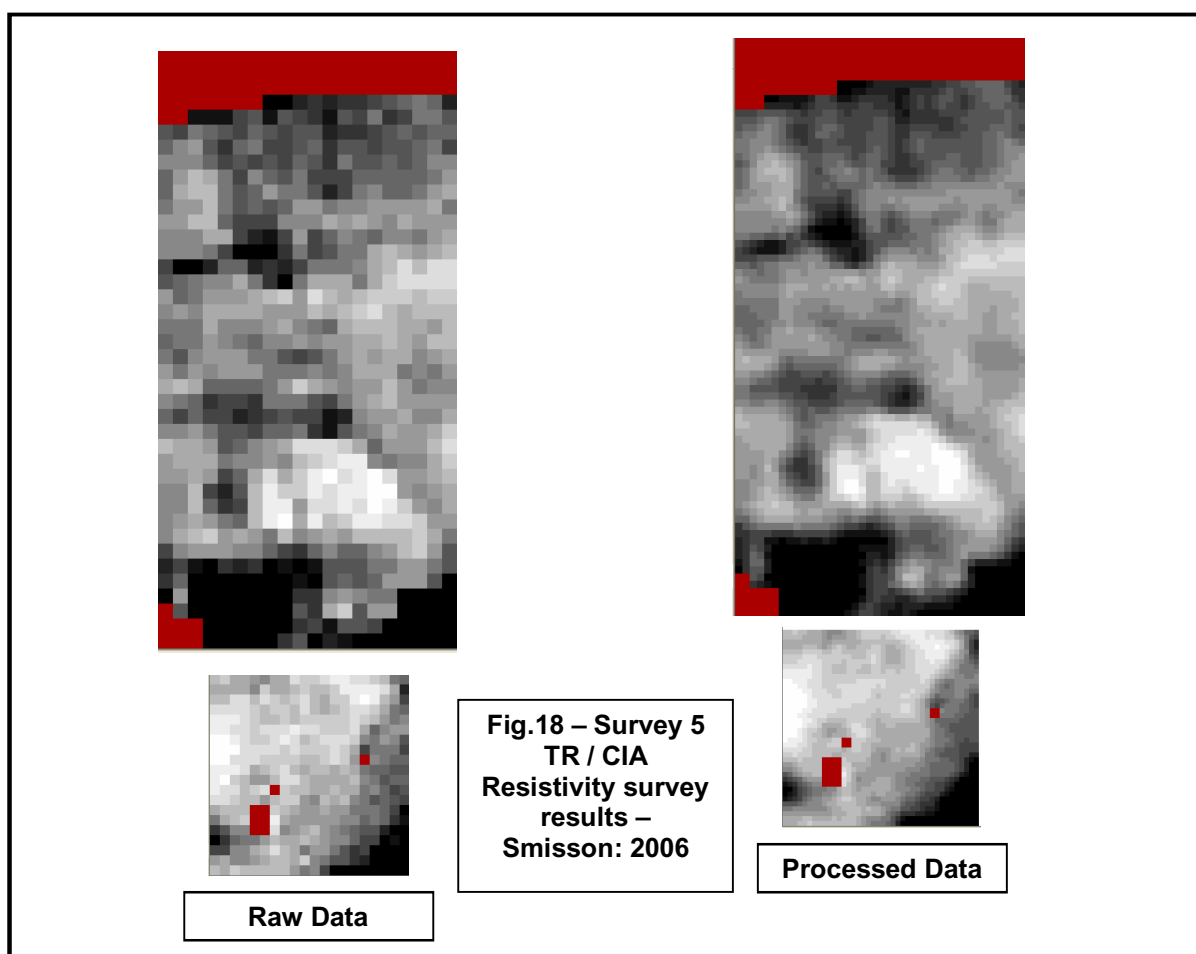 Fig.18 – Survey 5
TR / CIA
Resistivity survey
results –
Smisson: 2006
Processed Data
Raw Data